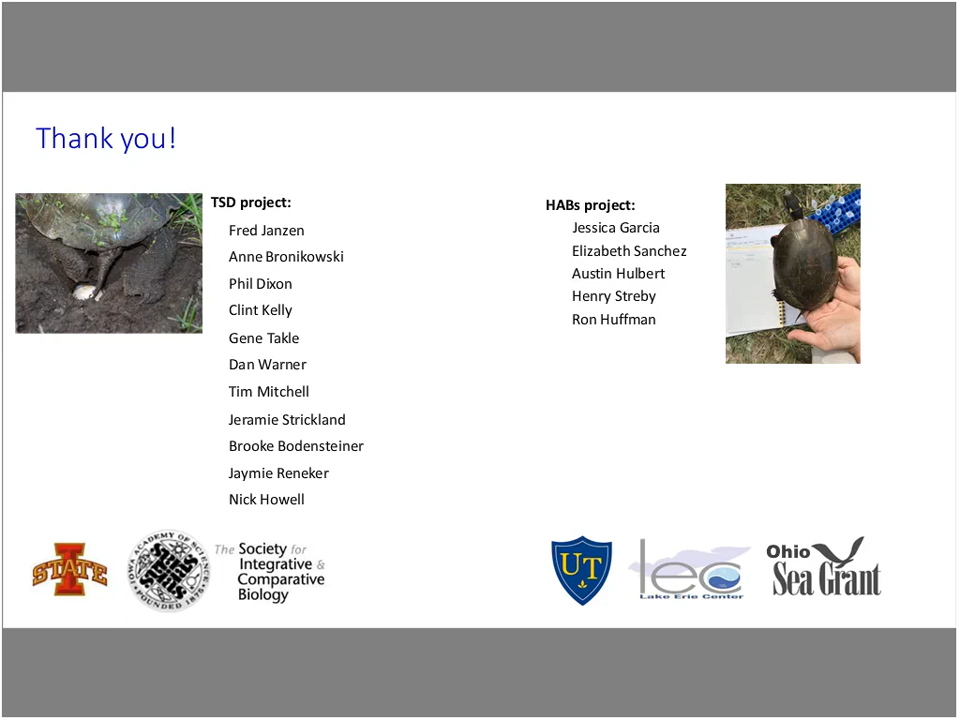 Thank you!
TSD project:
Fred Janzen
Anne Bronikowski
Phil Dixon
Clint Kelly
Gene Takle
Dan Warner
Tim Mitchell
Jeramie Strickland
Brooke Bodensteiner
Jaymie Reneker
Nick Howell
HABs project:
Jessica Garcia
Elizabeth Sanchez
Austin Hulbert
Henry Streby
Ron Huffman
I
STATE
IOWA ACADEMY OF SCIENCE
FOUNDED 1875
The Society for
Integrative &
Comparative
Biology
UT
lec
Lake Erie Center
Ohio
Sea Grant